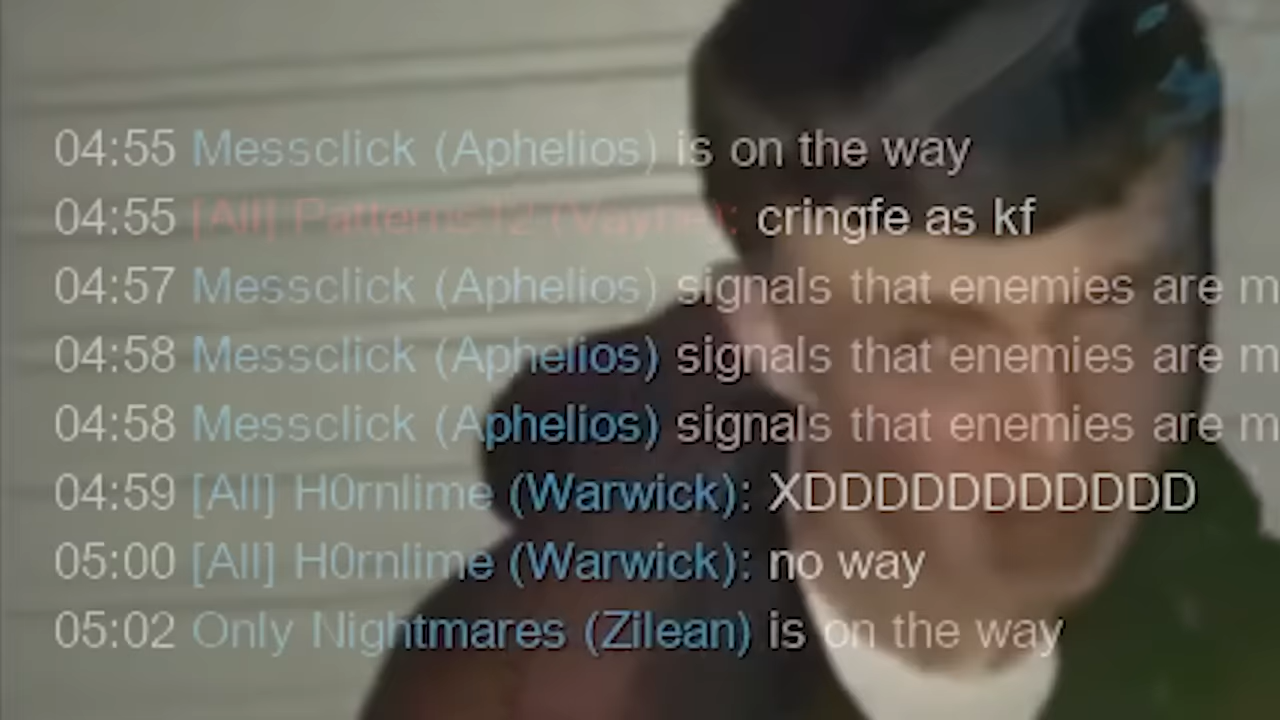 04:55 Messclick (Aphelios) is on the way
04:55 [All] Patterns12 (Vayne): cringfe as kf
04:57 Messclick (Aphelios) signals that enemies are m
04:58 Messclick (Aphelios) signals that enemies are m
04:58 Messclick (Aphelios) signals that enemies are m
04:59 [All] H0rnlime (Warwick): XDDDDDDDDDDDD
05:00 [All] H0rnlime (Warwick): no way
05:02 Only Nightmares (Zilean) is on the way